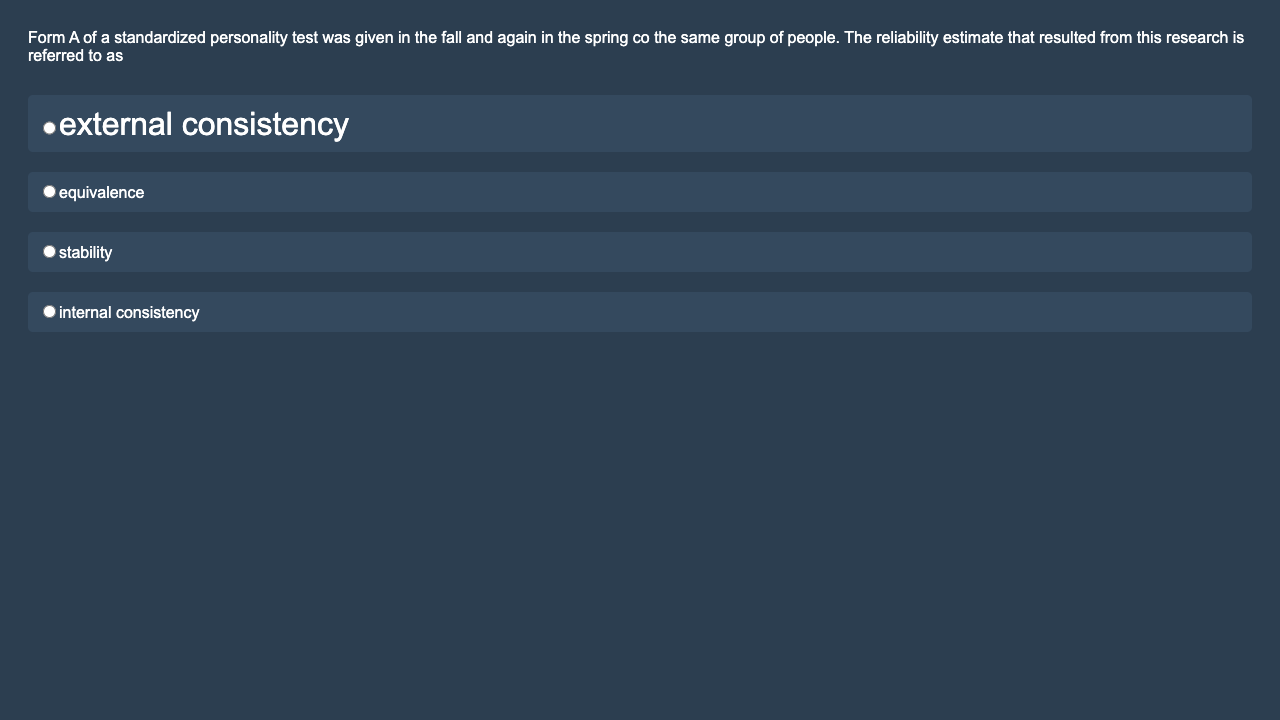 Form A of a standardized personality test was given in the fall and again in the spring co the same group of people. The reliability estimate that resulted from this research is
referred to as
external consistency
equivalence
stability
internal consistency